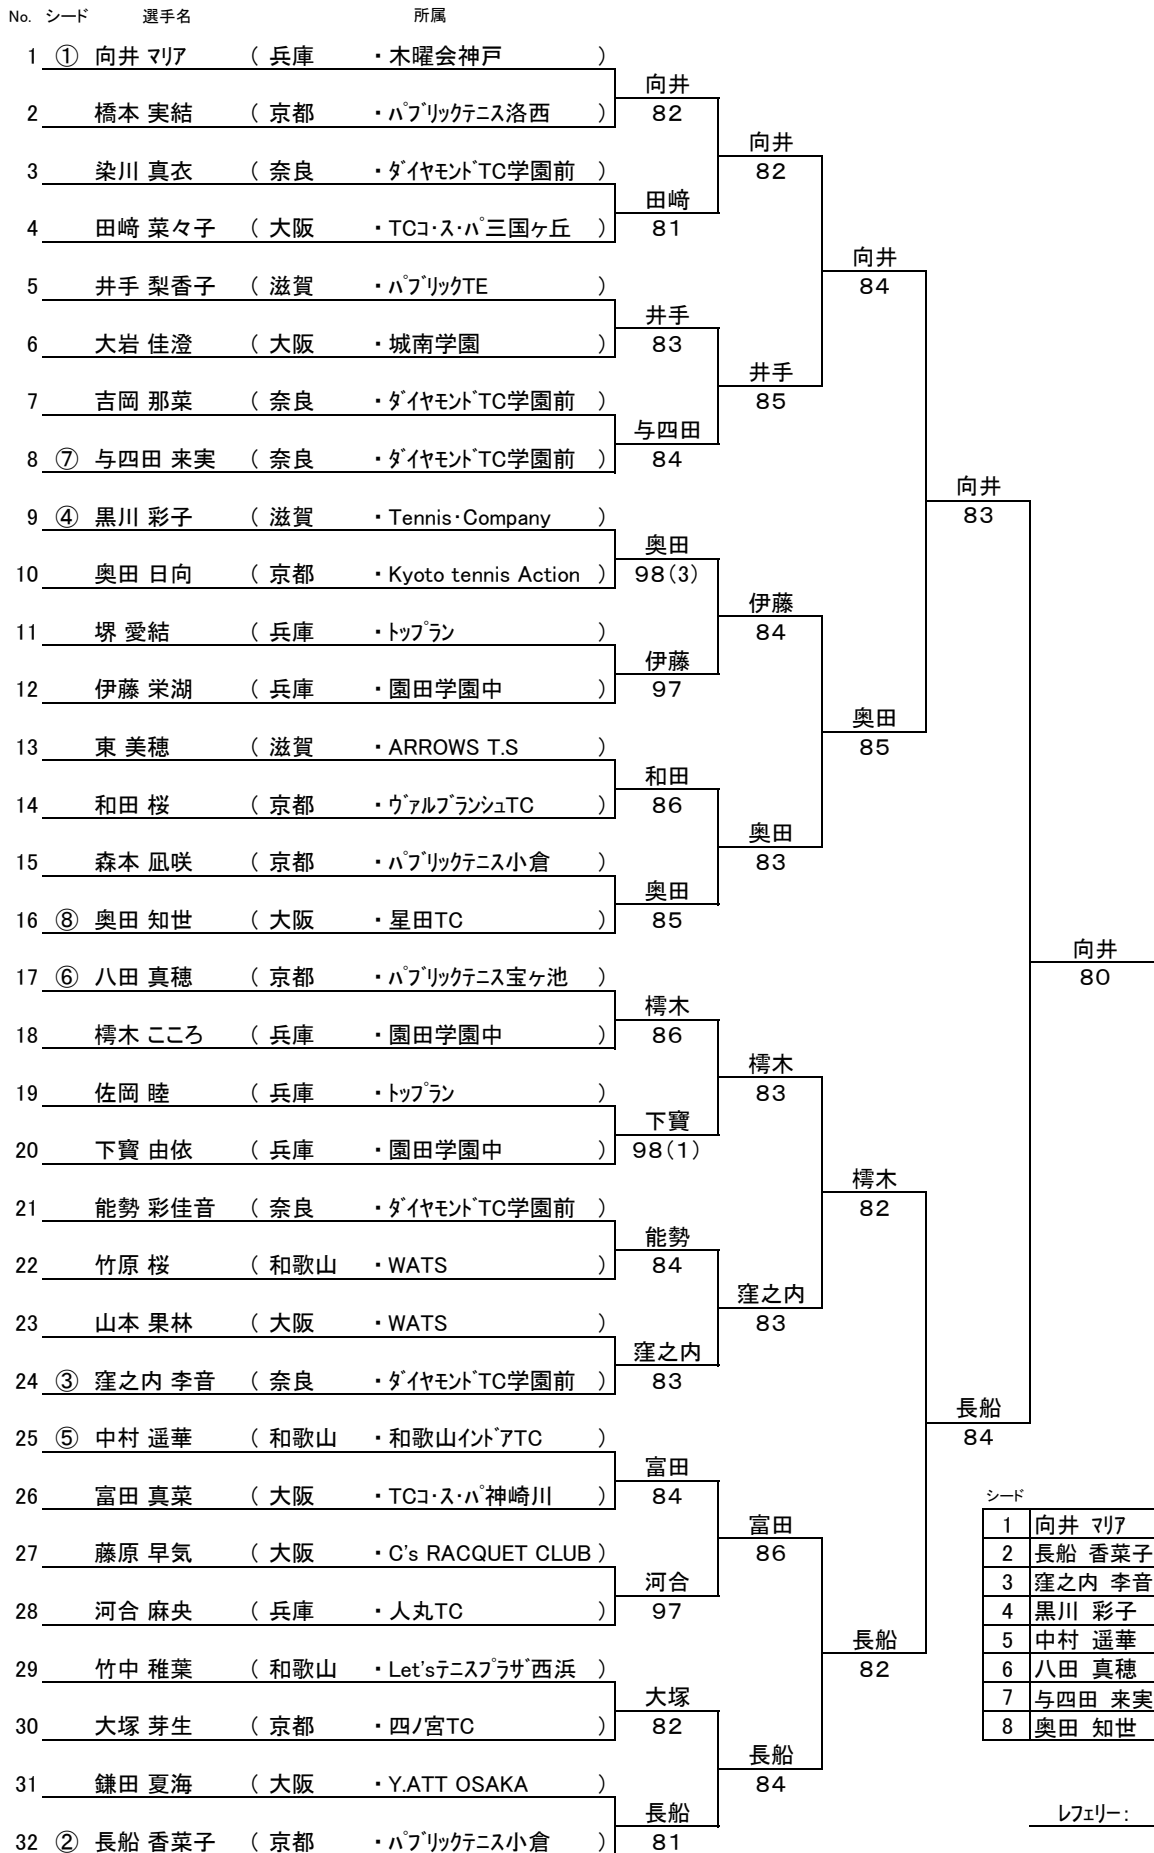 No. シード 選手名 所属
1 ① 向井 マリア ( 兵庫 ・木曜会神戸 )
向井
82
2 橋本 実結 ( 京都 ・パブリックテニス洛西 )
向井
82
3 染川 真衣 ( 奈良 ・ダイヤモンドTC学園前 )
田﨑
81
4 田﨑 菜々子 ( 大阪 ・TCコ・ス・パ三国ヶ丘 )
向井
84
5 井手 梨香子 ( 滋賀 ・パブリックTE )
井手
83
6 大岩 佳澄 ( 大阪 ・城南学園 )
井手
85
7 吉岡 那菜 ( 奈良 ・ダイヤモンドTC学園前 )
与四田
84
8 ⑦ 与四田 来実 ( 奈良 ・ダイヤモンドTC学園前 )
向井
83
9 ④ 黒川 彩子 ( 滋賀 ・Tennis・Company )
奥田
98(3)
10 奥田 日向 ( 京都 ・Kyoto tennis Action )
伊藤
84
11 堺 愛結 ( 兵庫 ・トップラン )
伊藤
97
12 伊藤 栄湖 ( 兵庫 ・園田学園中 )
奥田
85
13 東 美穂 ( 滋賀 ・ARROWS T.S )
和田
86
14 和田 桜 ( 京都 ・ヴァルブランシュTC )
奥田
83
15 森本 凪咲 ( 京都 ・パブリックテニス小倉 )
奥田
85
16 ⑧ 奥田 知世 ( 大阪 ・星田TC )
向井
80
17 ⑥ 八田 真穂 ( 京都 ・パブリックテニス宝ヶ池 )
樗木
86
18 樗木 こころ ( 兵庫 ・園田学園中 )
樗木
83
19 佐岡 睦 ( 兵庫 ・トップラン )
下寶
98(1)
20 下寳 由依 ( 兵庫 ・園田学園中 )
樗木
82
21 能勢 彩佳音 ( 奈良 ・ダイヤモンドTC学園前 )
能勢
84
22 竹原 桜 ( 和歌山 ・WATS )
窪之内
83
23 山本 果林 ( 大阪 ・WATS )
窪之内
83
24 ③ 窪之内 李音 ( 奈良 ・ダイヤモンドTC学園前 )
長船
84
25 ⑤ 中村 遥華 ( 和歌山 ・和歌山インドアTC )
富田
84
26 富田 真菜 ( 大阪 ・TCコ・ス・パ神崎川 )
富田
86
27 藤原 早気 ( 大阪 ・C's RACQUET CLUB )
河合
97
28 河合 麻央 ( 兵庫 ・人丸TC )
長船
82
29 竹中 稚葉 ( 和歌山 ・Let'sテニスプラザ西浜 )
大塚
82
30 大塚 芽生 ( 京都 ・四ノ宮TC )
長船
84
31 鎌田 夏海 ( 大阪 ・Y.ATT OSAKA )
長船
81
32 ② 長船 香菜子 ( 京都 ・パブリックテニス小倉 )
シード
1 向井 マリア
2 長船 香菜子
3 窪之内 李音
4 黒川 彩子
5 中村 遥華
6 八田 真穂
7 与四田 来実
8 奥田 知世
レフェリー：